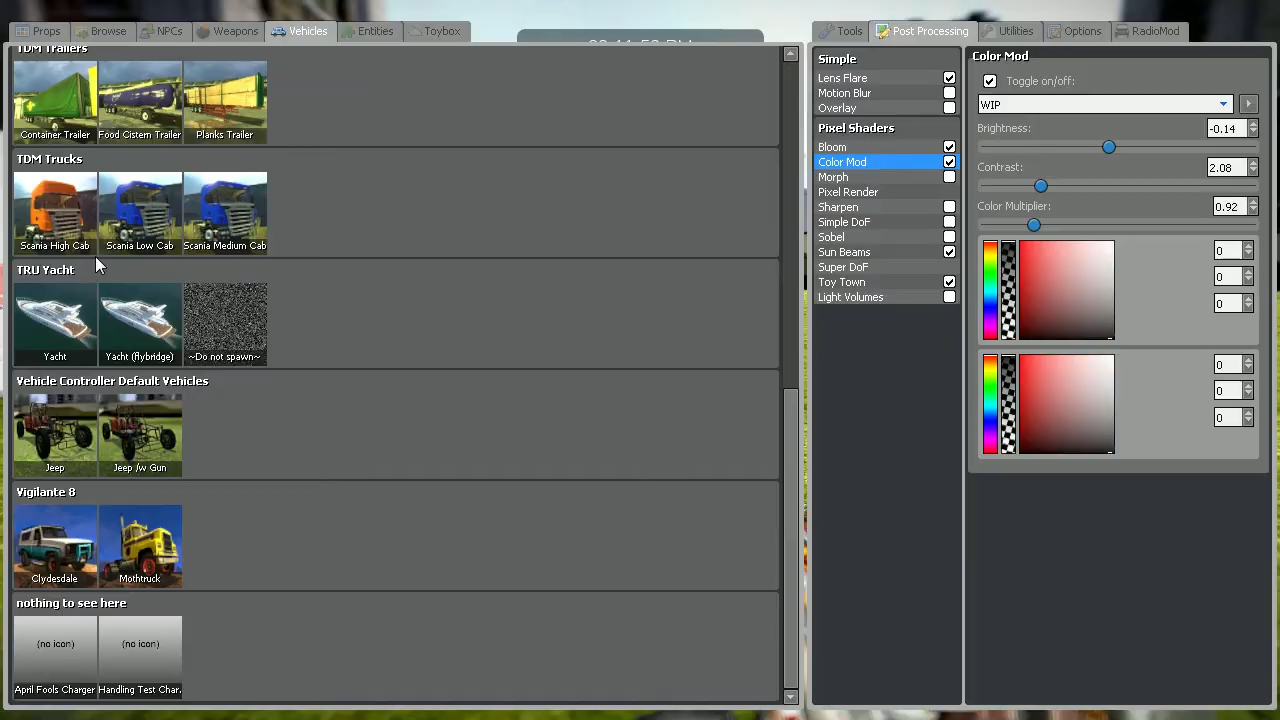 Props Browse NPCs Weapons Vehicles Entities Toybox
TDM Trailers
Container Trailer Food Cistern Trailer Planks Trailer
TDM Trucks
Scania High Cab Scania Low Cab Scania Medium Cab
TRU Yacht
Yacht Yacht (flybridge) ~Do not spawn~
Vehicle Controller Default Vehicles
Jeep Jeep /w Gun
Vigilante 8
Clydesdale Mothtruck
nothing to see here
(no icon) (no icon)
April Fools Charger Handling Test Char.
Tools Post Processing Utilities Options RadioMod
Simple
Lens Flare
Motion Blur
Overlay
Pixel Shaders
Bloom
Color Mod
Morph
Pixel Render
Sharpen
Simple DoF
Sobel
Sun Beams
Super DoF
Toy Town
Light Volumes
Color Mod
Toggle on/off:
WIP
Brightness: -0.14
Contrast: 2.08
Color Multiplier: 0.92
0
0
0
0
0
0